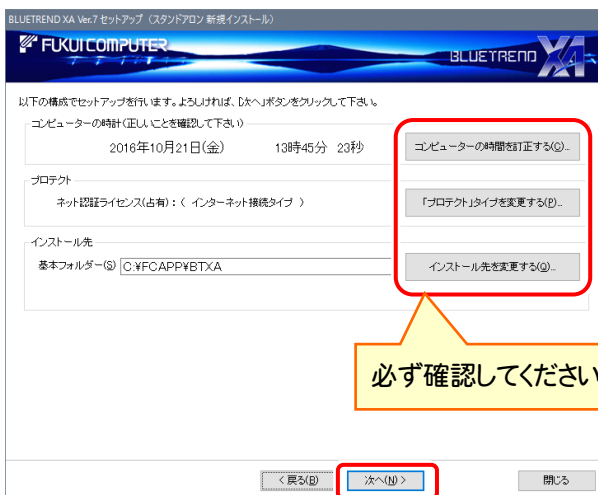 BLUETREND XA Ver.7 セットアップ（スタンドアロン 新規インストール）
FUKUI COMPUTER
BLUETREND XA
以下の構成でセットアップを行います。よろしければ、[次へ]ボタンをクリックして下さい。
コンピューターの時計(正しいことを確認して下さい)
2016年10月21日(金) 13時45分 23秒
コンピューターの時間を訂正する(C)...
プロテクト
ネット認証ライセンス(占有)：( インターネット接続タイプ )
「プロテクト」タイプを変更する(P)...
インストール先
基本フォルダー(S) C:¥FCAPP¥BTXA
インストール先を変更する(O)...
必ず確認してください
< 戻る(B)
次へ(N) >
閉じる